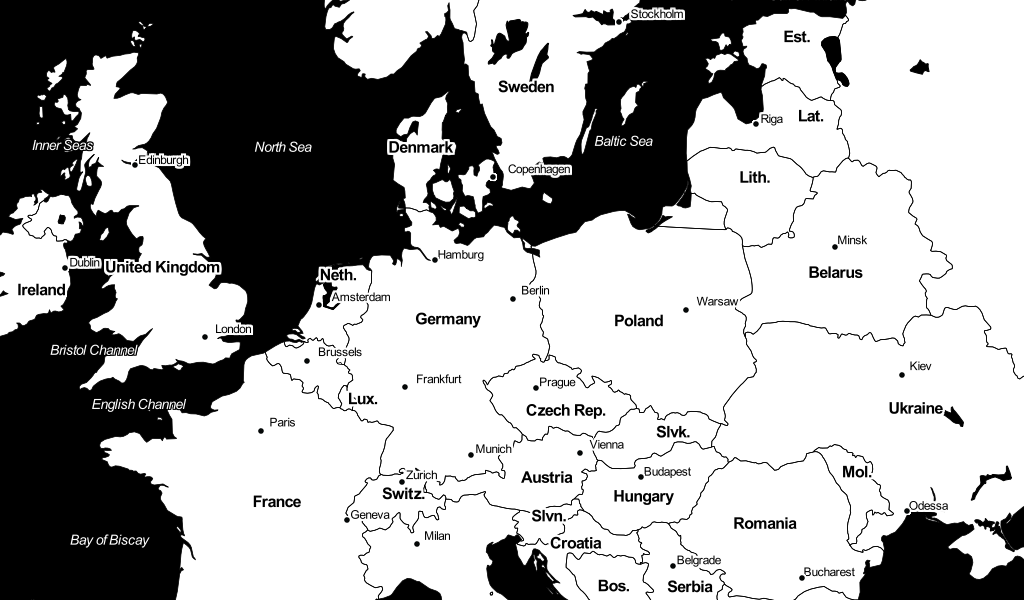 Stockholm
Est.
Sweden
Riga
Lat.
Inner Seas
North Sea
Denmark
Baltic Sea
Edinburgh
Copenhagen
Lith.
Minsk
Dublin
United Kingdom
Hamburg
Neth.
Belarus
Ireland
Amsterdam
Berlin
Warsaw
Germany
Poland
London
Bristol Channel
Brussels
Kiev
Frankfurt
Prague
Lux.
English Channel
Czech Rep.
Ukraine
Paris
Slvk.
Munich
Vienna
Zürich
Austria
Budapest
Mol.
Switz.
Hungary
France
Odessa
Geneva
Slvn.
Romania
Milan
Croatia
Bay of Biscay
Belgrade
Bucharest
Bos.
Serbia